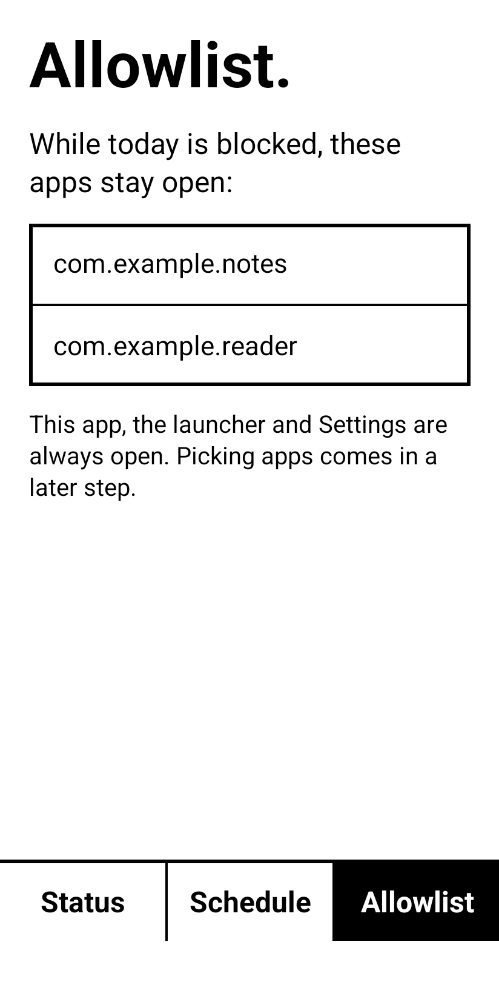 Allowlist.
While today is blocked, these
apps stay open:
com.example.notes
com.example.reader
This app, the launcher and Settings are
always open. Picking apps comes in a
later step.
Status
Schedule
Allowlist